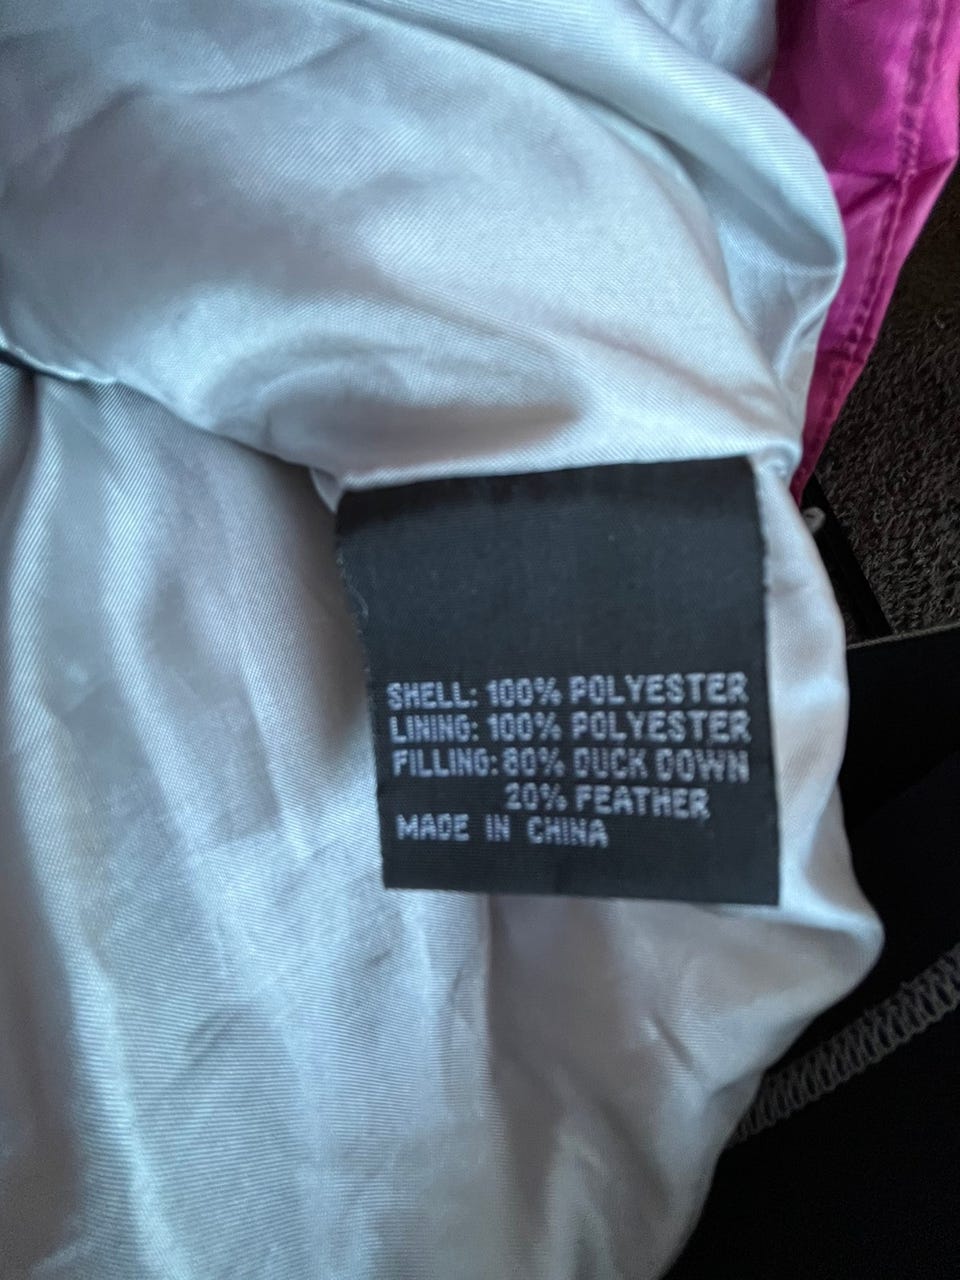 SHELL: 100% POLYESTER
LINING: 100% POLYESTER
FILLING: 80% DUCK DOWN
20% FEATHER
MADE IN CHINA